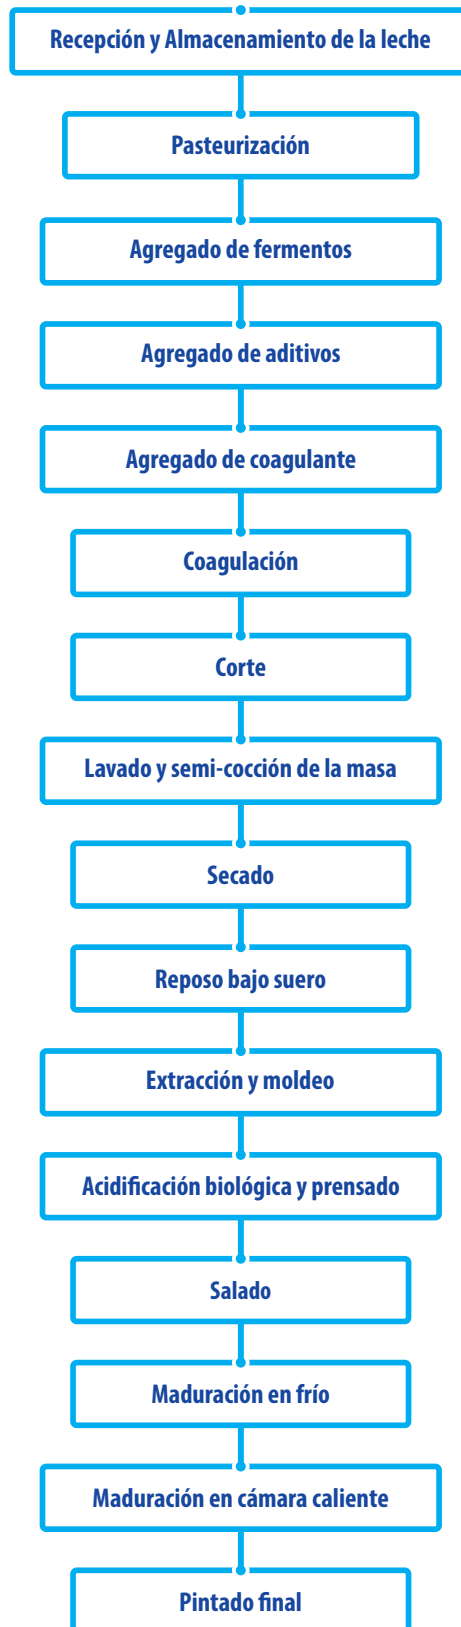 Recepción y Almacenamiento de la leche
Pasteurización
Agregado de fermentos
Agregado de aditivos
Agregado de coagulante
Coagulación
Corte
Lavado y semi-cocción de la masa
Secado
Reposo bajo suero
Extracción y moldeo
Acidificación biológica y prensado
Salado
Maduración en frío
Maduración en cámara caliente
Pintado final